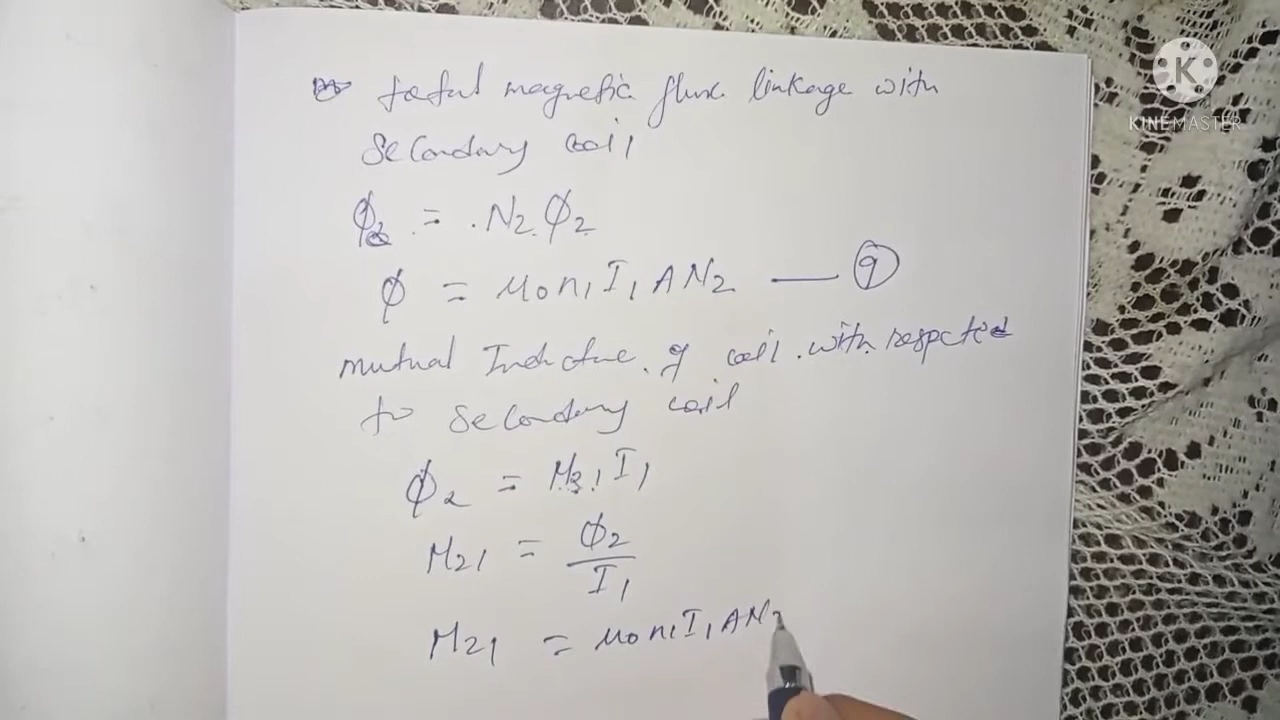 total magnetic flux linkage with
K
KINEMASTER
Secondary coil
ϕ2 = N2 ϕ2
ϕ = μ0 n1 I1 A N2 — 9
mutual Inductance of coil with respected
to secondary coil
ϕ2 = M21 I1
M21 = ϕ2 / I1
M21 = μ0 n1 I1 A N2